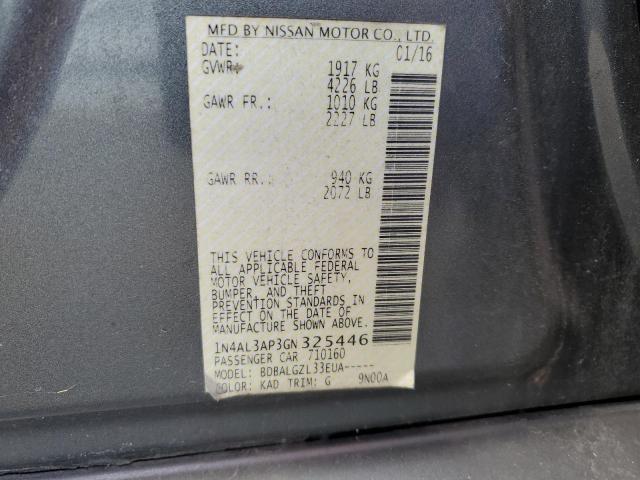 MFD BY NISSAN MOTOR CO., LTD.
DATE: 01/16
GVWR: 1917 KG
4226 LB
GAWR FR.: 1010 KG
2227 LB
GAWR RR.: 940 KG
2072 LB
THIS VEHICLE CONFORMS TO
ALL APPLICABLE FEDERAL
MOTOR VEHICLE SAFETY,
BUMPER, AND THEFT
PREVENTION STANDARDS IN
EFFECT ON THE DATE OF
MANUFACTURE SHOWN ABOVE.
1N4AL3AP3GN325446
PASSENGER CAR 710160
MODEL: BDBALGZL33EUA-----
COLOR: KAD TRIM: G 9N00A